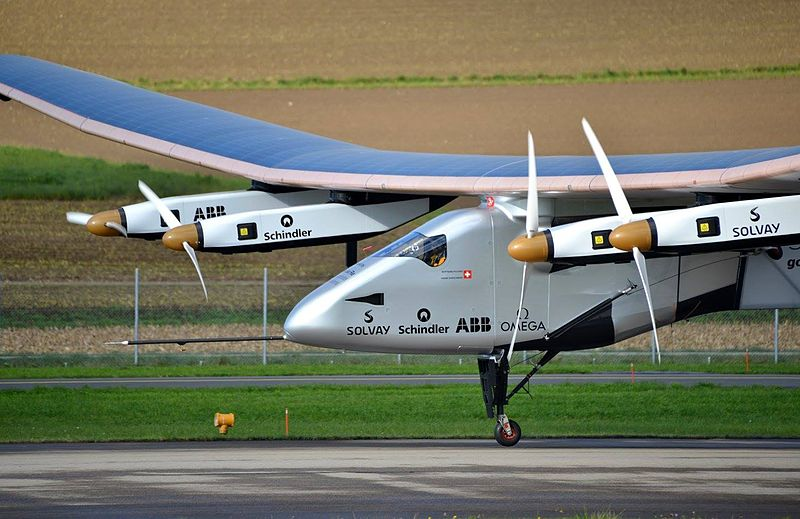 ABB
Schindler
SOLVAY
SOLVAY
Schindler
ABB
OMEGA